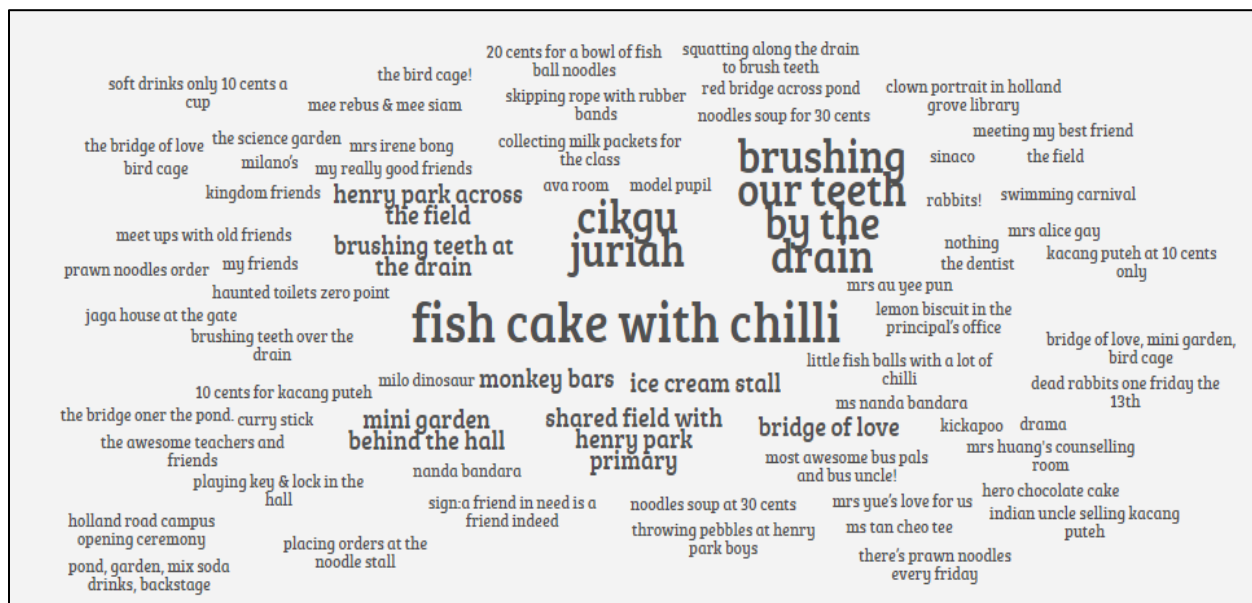 20 cents for a bowl of fish
ball noodles
squatting along the drain
to brush teeth
soft drinks only 10 cents a
cup
the bird cage!
mee rebus & mee siam
skipping rope with rubber
bands
red bridge across pond
noodles soup for 30 cents
clown portrait in holland
grove library
the bridge of love
bird cage
the science garden
milano's
mrs irene bong
my really good friends
collecting milk packets for
the class
brushing
our teeth
by the
drain
meeting my best friend
sinaco
the field
kingdom friends
henry park across
the field
ava room
model pupil
cikgu
juriah
rabbits!
swimming carnival
meet ups with old friends
brushing teeth at
the drain
nothing
the dentist
mrs alice gay
kacang puteh at 10 cents
only
prawn noodles order
my friends
haunted toilets zero point
mrs au yee pun
jaga house at the gate
brushing teeth over the
drain
fish cake with chilli
lemon biscuit in the
principal's office
bridge of love, mini garden,
bird cage
10 cents for kacang puteh
milo dinosaur
monkey bars
ice cream stall
little fish balls with a lot of
chilli
dead rabbits one friday the
13th
the bridge oner the pond.
curry stick
mini garden
behind the hall
shared field with
henry park
primary
bridge of love
ms nanda bandara
kickapoo
drama
the awesome teachers and
friends
nanda bandara
most awesome bus pals
and bus uncle!
mrs huang's counselling
room
playing key & lock in the
hall
sign:a friend in need is a
friend indeed
noodles soup at 30 cents
mrs yue's love for us
hero chocolate cake
holland road campus
opening ceremony
placing orders at the
noodle stall
throwing pebbles at henry
park boys
ms tan cheo tee
indian uncle selling kacang
puteh
pond, garden, mix soda
drinks, backstage
there's prawn noodles
every friday